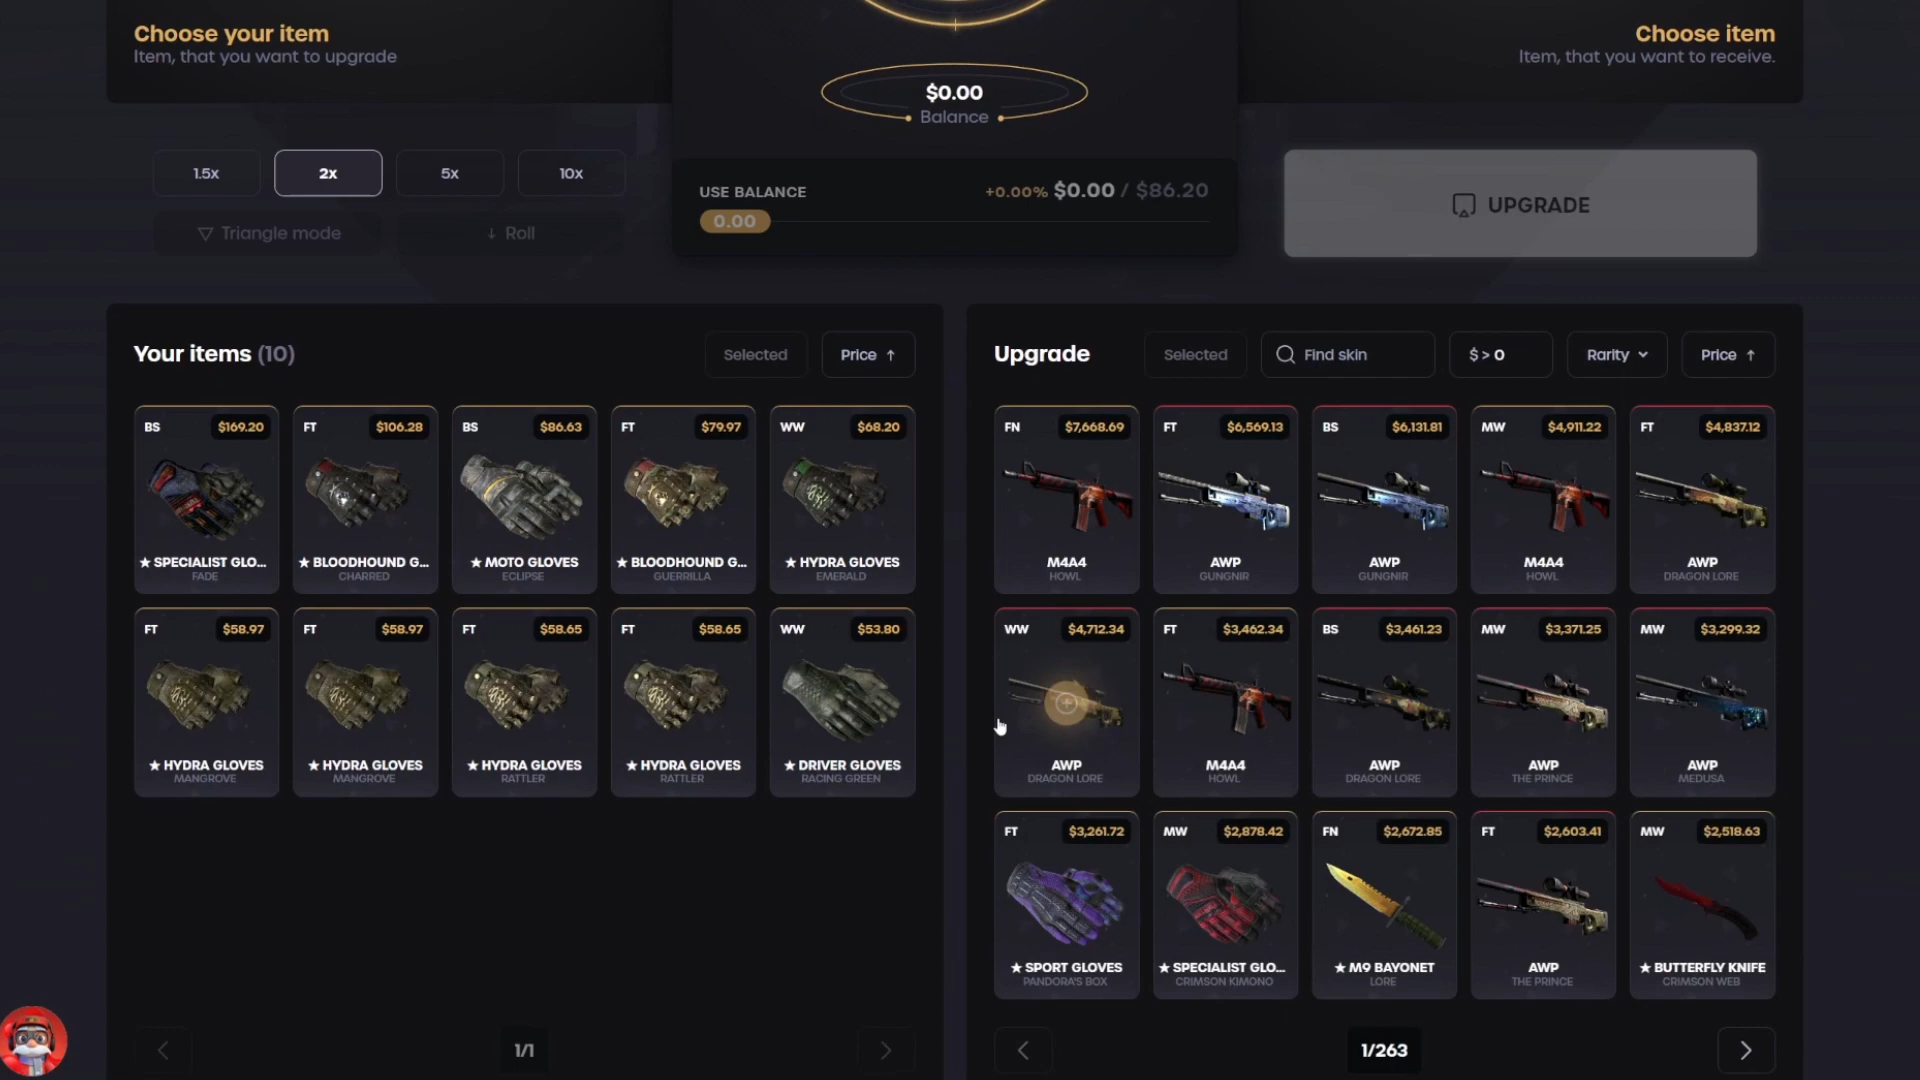 Choose your item
Item, that you want to upgrade
$0.00
Balance
Choose item
Item, that you want to receive.
1.5x
2x
5x
10x
Triangle mode
Roll
USE BALANCE
+0.00% $0.00 / $86.20
0.00
UPGRADE
Your items (10)
Selected
Price
BS $169.20
★ SPECIALIST GLO...
FADE
FT $106.28
★ BLOODHOUND G...
CHARRED
BS $86.63
★ MOTO GLOVES
ECLIPSE
FT $79.97
★ BLOODHOUND G...
GUERRILLA
WW $68.20
★ HYDRA GLOVES
EMERALD
FT $58.97
★ HYDRA GLOVES
MANGROVE
FT $58.97
★ HYDRA GLOVES
MANGROVE
FT $58.65
★ HYDRA GLOVES
RATTLER
FT $58.65
★ HYDRA GLOVES
RATTLER
WW $53.80
★ DRIVER GLOVES
RACING GREEN
1/1
Upgrade
Selected
Find skin
$ > 0
Rarity
Price
FN $7,668.69
M4A4
HOWL
FT $6,569.13
AWP
GUNGNIR
BS $6,131.81
AWP
GUNGNIR
MW $4,911.22
M4A4
HOWL
FT $4,837.12
AWP
DRAGON LORE
WW $4,712.34
AWP
DRAGON LORE
FT $3,462.34
M4A4
HOWL
BS $3,461.23
AWP
DRAGON LORE
MW $3,371.25
AWP
THE PRINCE
MW $3,299.32
AWP
MEDUSA
FT $3,261.72
★ SPORT GLOVES
PANDORA'S BOX
MW $2,878.42
★ SPECIALIST GLO...
CRIMSON KIMONO
FN $2,672.85
★ M9 BAYONET
LORE
FT $2,603.41
AWP
THE PRINCE
MW $2,518.63
★ BUTTERFLY KNIFE
CRIMSON WEB
1/263